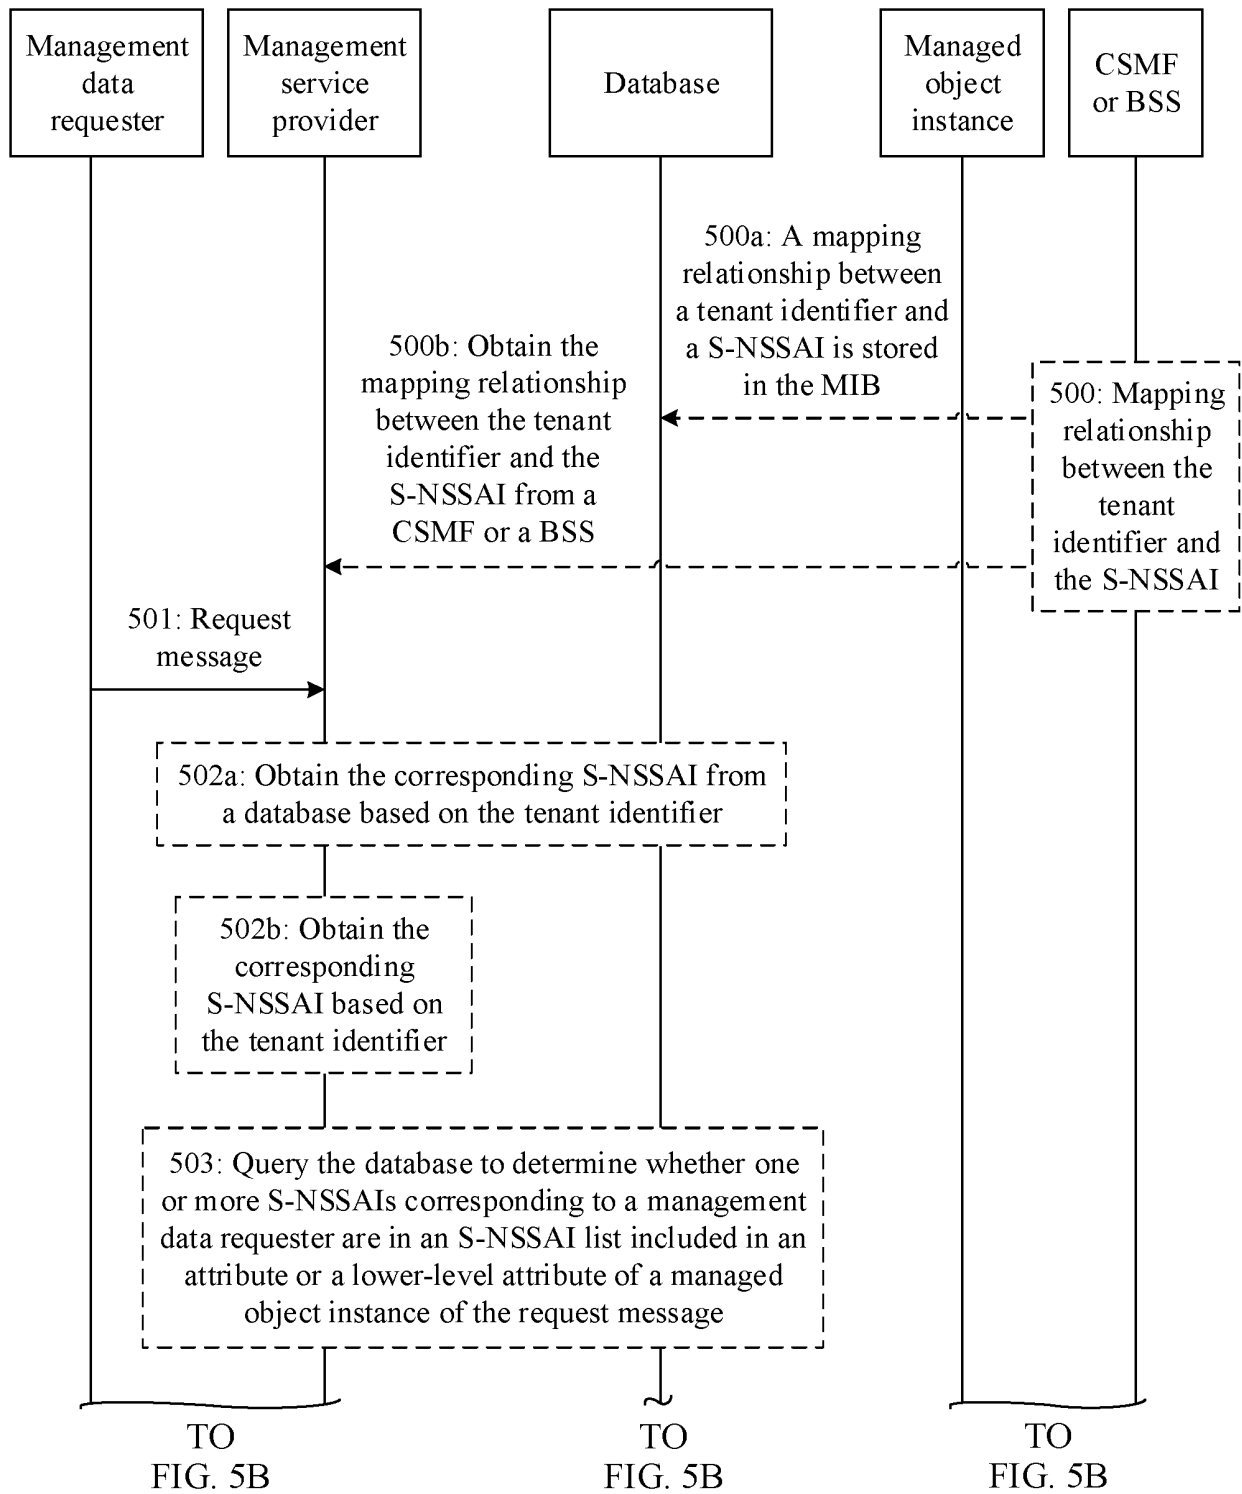 Management
data
requester
Management
service
provider
Database
Managed
object
instance
CSMF
or BSS
500a: A mapping
relationship between
a tenant identifier and
a S-NSSAI is stored
in the MIB
500b: Obtain the
mapping relationship
between the tenant
identifier and the
S-NSSAI from a
CSMF or a BSS
500: Mapping
relationship
between the
tenant
identifier and
the S-NSSAI
501: Request
message
502a: Obtain the corresponding S-NSSAI from
a database based on the tenant identifier
502b: Obtain the
corresponding
S-NSSAI based on
the tenant identifier
503: Query the database to determine whether one
or more S-NSSAIs corresponding to a management
data requester are in an S-NSSAI list included in an
attribute or a lower-level attribute of a managed
object instance of the request message
TO
FIG. 5B
TO
FIG. 5B
TO
FIG. 5B